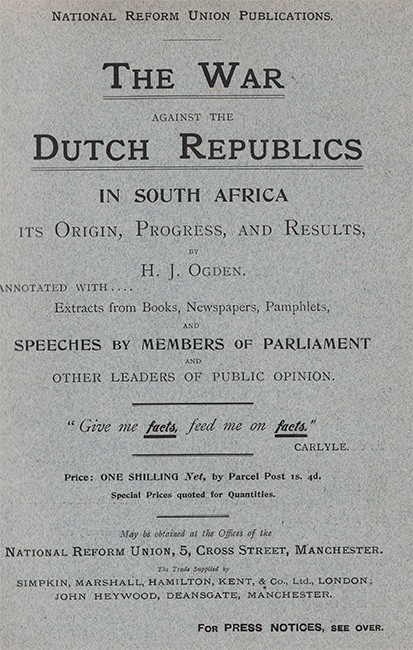 NATIONAL REFORM UNION PUBLICATIONS.
THE WAR
AGAINST THE
DUTCH REPUBLICS
IN SOUTH AFRICA
ITS ORIGIN, PROGRESS, AND RESULTS,
BY
H. J. OGDEN.
ANNOTATED WITH....
Extracts from Books, Newspapers, Pamphlets,
AND
SPEECHES BY MEMBERS OF PARLIAMENT
AND
OTHER LEADERS OF PUBLIC OPINION.
"Give me facts, feed me on facts."
CARLYLE.
Price: ONE SHILLING Net, by Parcel Post 1s. 4d.
Special Prices quoted for Quantities.
May be obtained at the Offices of the
NATIONAL REFORM UNION, 5, CROSS STREET, MANCHESTER.
The Trade Supplied by
SIMPKIN, MARSHALL, HAMILTON, KENT, & Co., Ltd., LONDON;
JOHN HEYWOOD, DEANSGATE, MANCHESTER.
FOR PRESS NOTICES, SEE OVER.